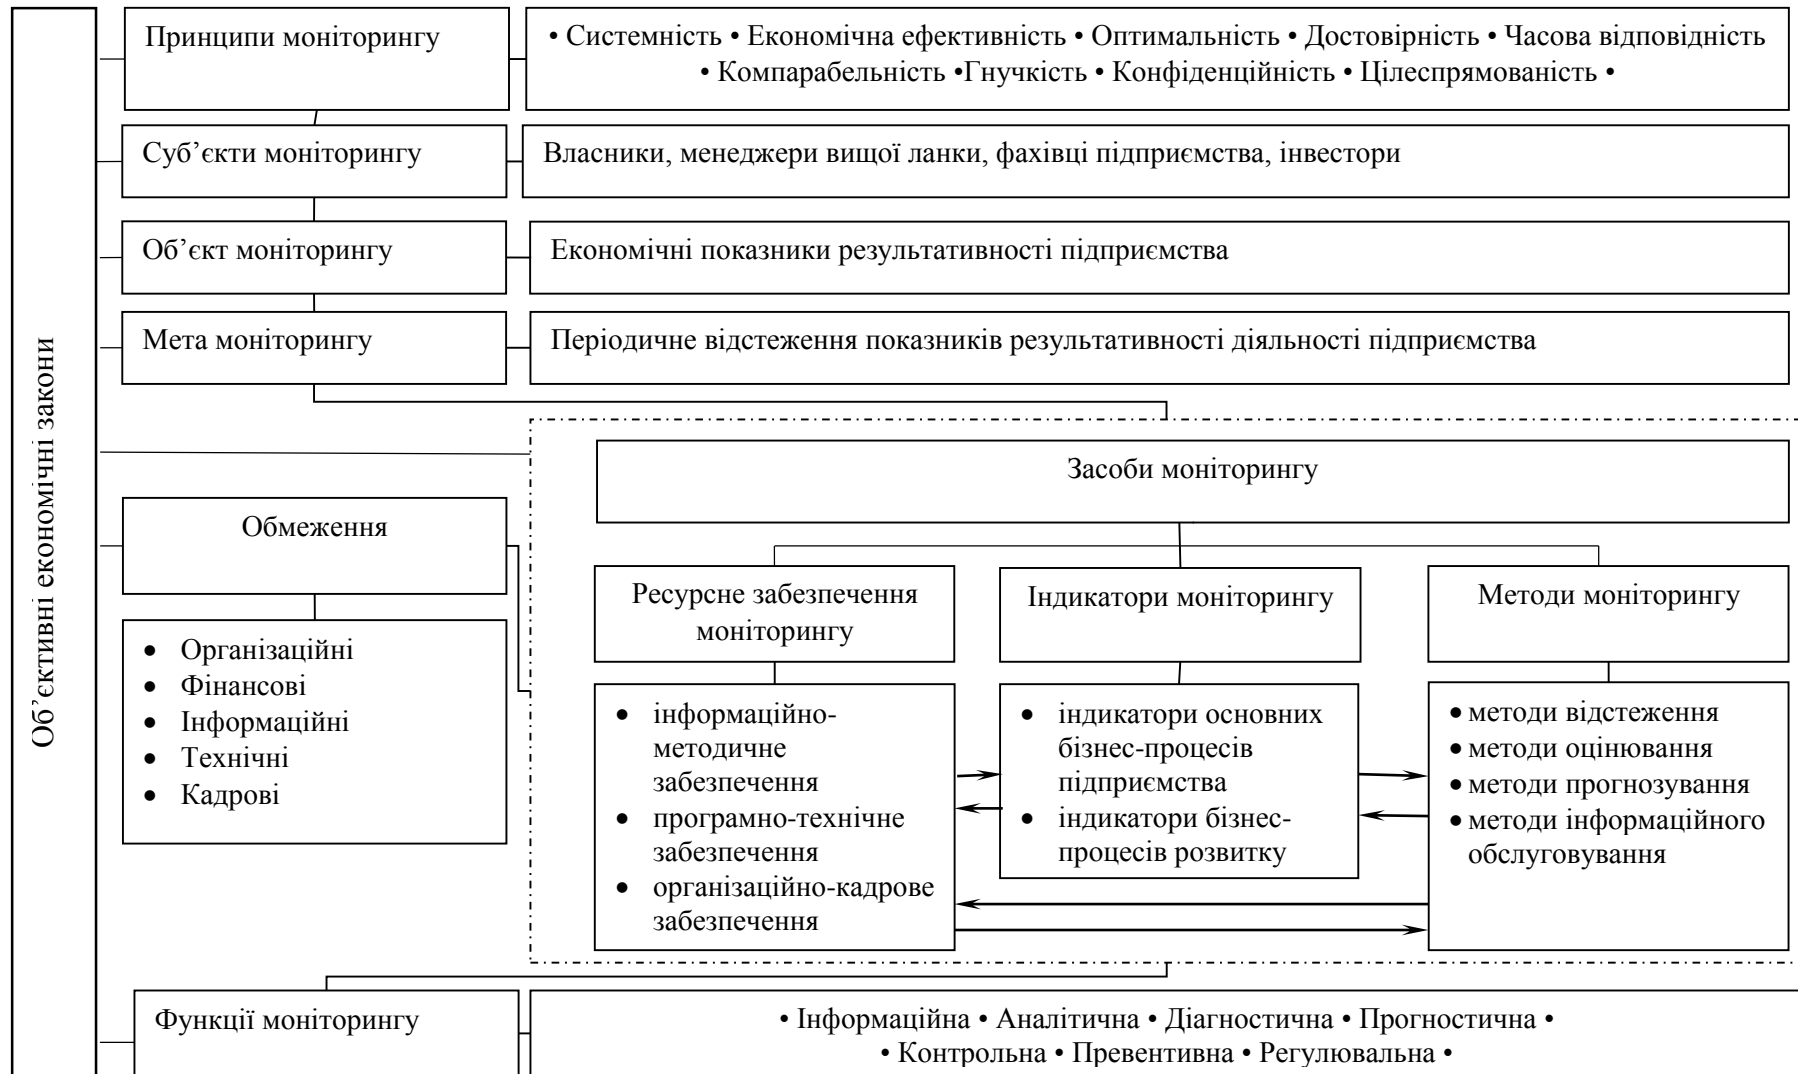 Об’єктивні економічні закони
Принципи моніторингу
• Системність • Економічна ефективність • Оптимальність • Достовірність • Часова відповідність
• Компарабельність •Гнучкість • Конфіденційність • Цілеспрямованість •
Суб’єкти моніторингу
Власники, менеджери вищої ланки, фахівці підприємства, інвестори
Об’єкт моніторингу
Економічні показники результативності підприємства
Мета моніторингу
Періодичне відстеження показників результативності діяльності підприємства
Засоби моніторингу
Обмеження
• Організаційні
• Фінансові
• Інформаційні
• Технічні
• Кадрові
Ресурсне забезпечення
моніторингу
• інформаційно-
методичне
забезпечення
• програмно-технічне
забезпечення
• організаційно-кадрове
забезпечення
Індикатори моніторингу
• індикатори основних
бізнес-процесів
підприємства
• індикатори бізнес-
процесів розвитку
Методи моніторингу
• методи відстеження
• методи оцінювання
• методи прогнозування
• методи інформаційного
обслуговування
Функції моніторингу
• Інформаційна • Аналітична • Діагностична • Прогностична •
• Контрольна • Превентивна • Регулювальна •